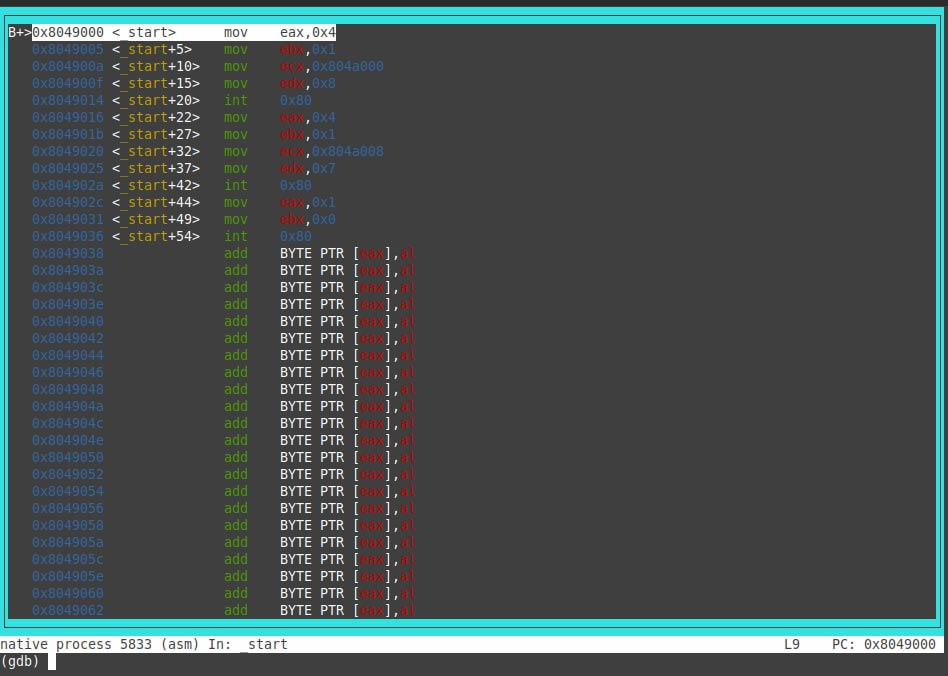 B+>0x8049000 <_start>      mov    eax,0x4
   0x8049005 <_start+5>    mov    ebx,0x1
   0x804900a <_start+10>   mov    ecx,0x804a000
   0x804900f <_start+15>   mov    edx,0x8
   0x8049014 <_start+20>   int    0x80
   0x8049016 <_start+22>   mov    eax,0x4
   0x804901b <_start+27>   mov    ebx,0x1
   0x8049020 <_start+32>   mov    ecx,0x804a008
   0x8049025 <_start+37>   mov    edx,0x7
   0x804902a <_start+42>   int    0x80
   0x804902c <_start+44>   mov    eax,0x1
   0x8049031 <_start+49>   mov    ebx,0x0
   0x8049036 <_start+54>   int    0x80
   0x8049038               add    BYTE PTR [eax],al
   0x804903a               add    BYTE PTR [eax],al
   0x804903c               add    BYTE PTR [eax],al
   0x804903e               add    BYTE PTR [eax],al
   0x8049040               add    BYTE PTR [eax],al
   0x8049042               add    BYTE PTR [eax],al
   0x8049044               add    BYTE PTR [eax],al
   0x8049046               add    BYTE PTR [eax],al
   0x8049048               add    BYTE PTR [eax],al
   0x804904a               add    BYTE PTR [eax],al
   0x804904c               add    BYTE PTR [eax],al
   0x804904e               add    BYTE PTR [eax],al
   0x8049050               add    BYTE PTR [eax],al
   0x8049052               add    BYTE PTR [eax],al
   0x8049054               add    BYTE PTR [eax],al
   0x8049056               add    BYTE PTR [eax],al
   0x8049058               add    BYTE PTR [eax],al
   0x804905a               add    BYTE PTR [eax],al
   0x804905c               add    BYTE PTR [eax],al
   0x804905e               add    BYTE PTR [eax],al
   0x8049060               add    BYTE PTR [eax],al
   0x8049062               add    BYTE PTR [eax],al
native process 5833 (asm) In: _start    L9    PC: 0x8049000
(gdb)